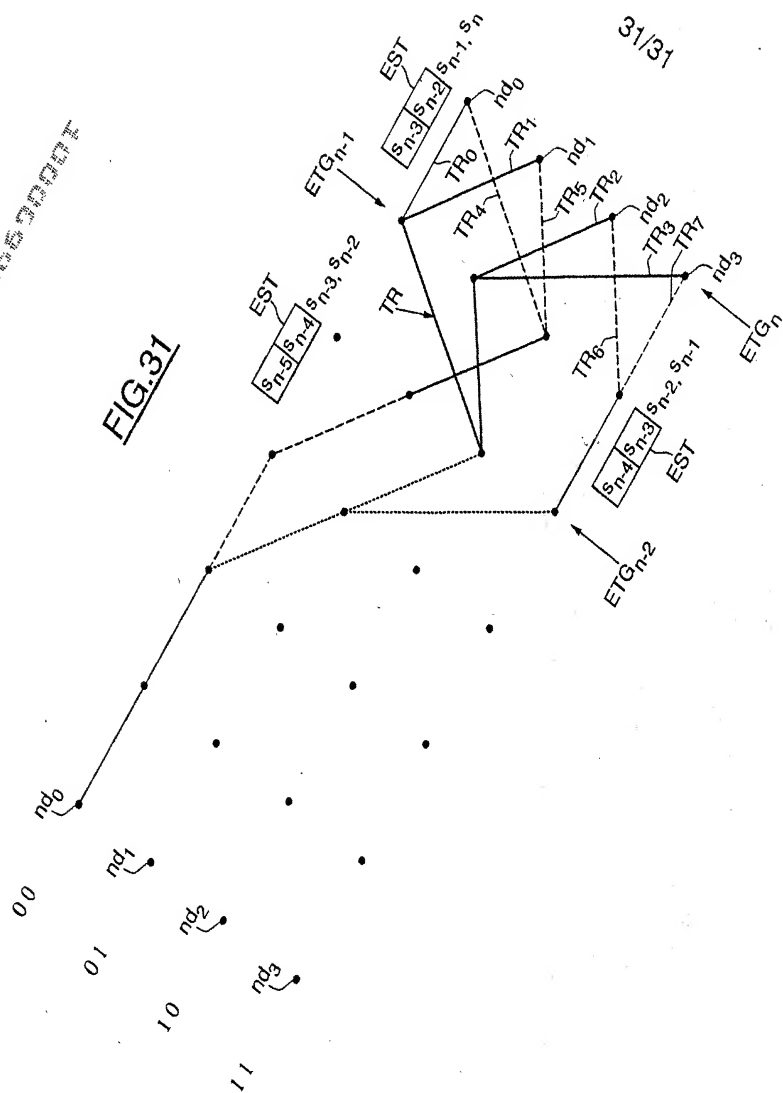 31/31
FIG.31
00
01
10
11
nd0
nd1
nd2
nd3
EST
sn-5 sn-4 sn-3, sn-2
EST
sn-3 sn-2 sn-1, sn
ETGn-1
TR
TR0
TR4
TR1
TR5
TR2
TR3
TR7
TR6
nd0
nd1
nd2
nd3
ETGn
sn-4 sn-3 sn-2, sn-1
EST
ETGn-2